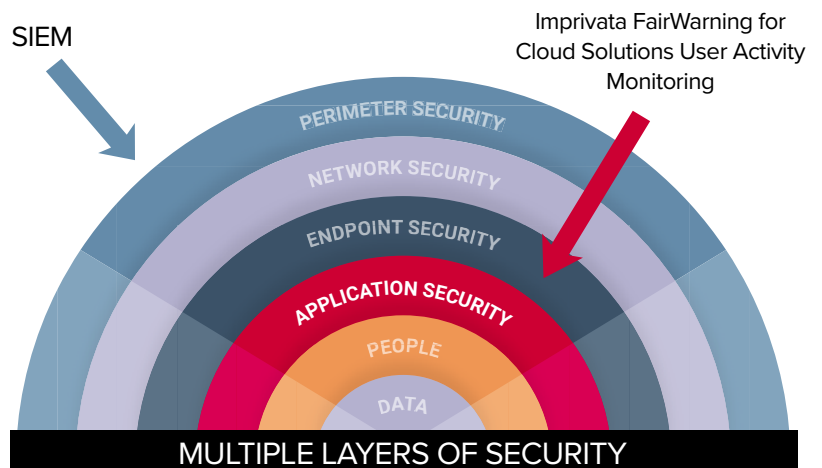 SIEM
Imprivata FairWarning for
Cloud Solutions User Activity
Monitoring
PERIMETER SECURITY
NETWORK SECURITY
ENDPOINT SECURITY
APPLICATION SECURITY
PEOPLE
DATA
MULTIPLE LAYERS OF SECURITY